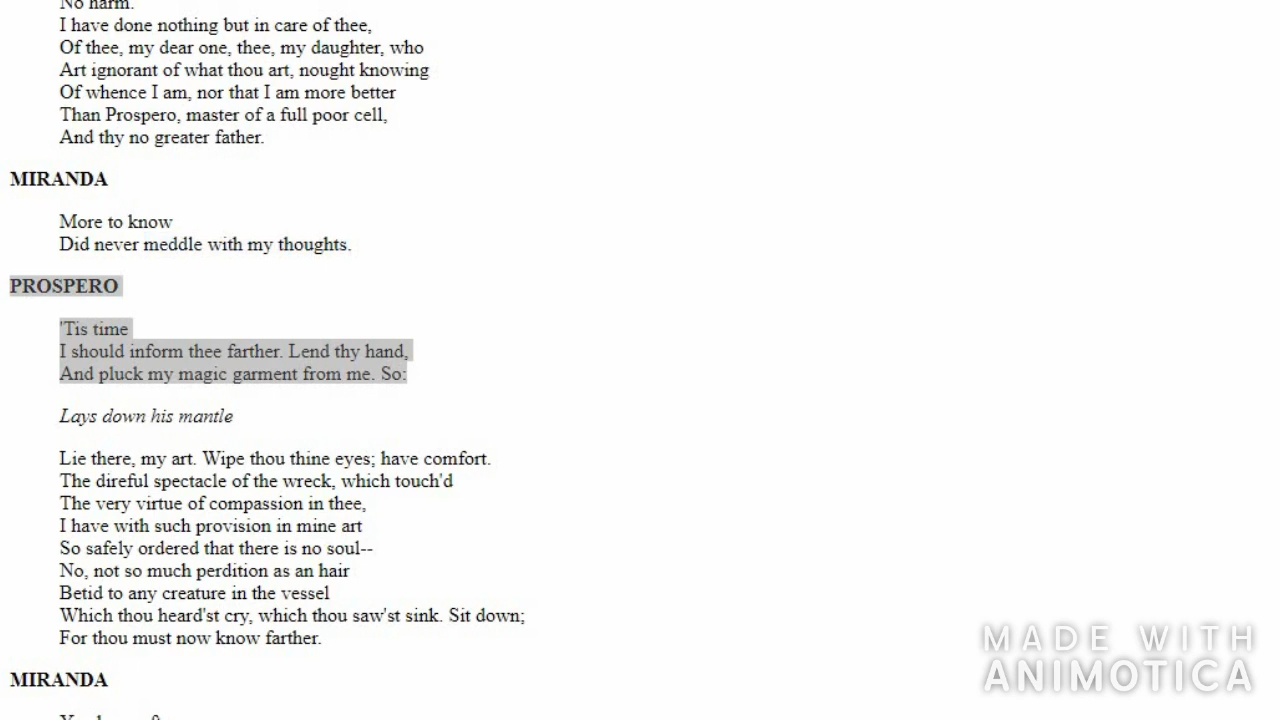 No harm.
I have done nothing but in care of thee,
Of thee, my dear one, thee, my daughter, who
Art ignorant of what thou art, nought knowing
Of whence I am, nor that I am more better
Than Prospero, master of a full poor cell,
And thy no greater father.
MIRANDA
More to know
Did never meddle with my thoughts.
PROSPERO
'Tis time
I should inform thee farther. Lend thy hand,
And pluck my magic garment from me. So:
Lays down his mantle
Lie there, my art. Wipe thou thine eyes; have comfort.
The direful spectacle of the wreck, which touch'd
The very virtue of compassion in thee,
I have with such provision in mine art
So safely ordered that there is no soul--
No, not so much perdition as an hair
Betid to any creature in the vessel
Which thou heard'st cry, which thou saw'st sink. Sit down;
For thou must now know farther.
MIRANDA
MADE WITH
ANIMOTICA